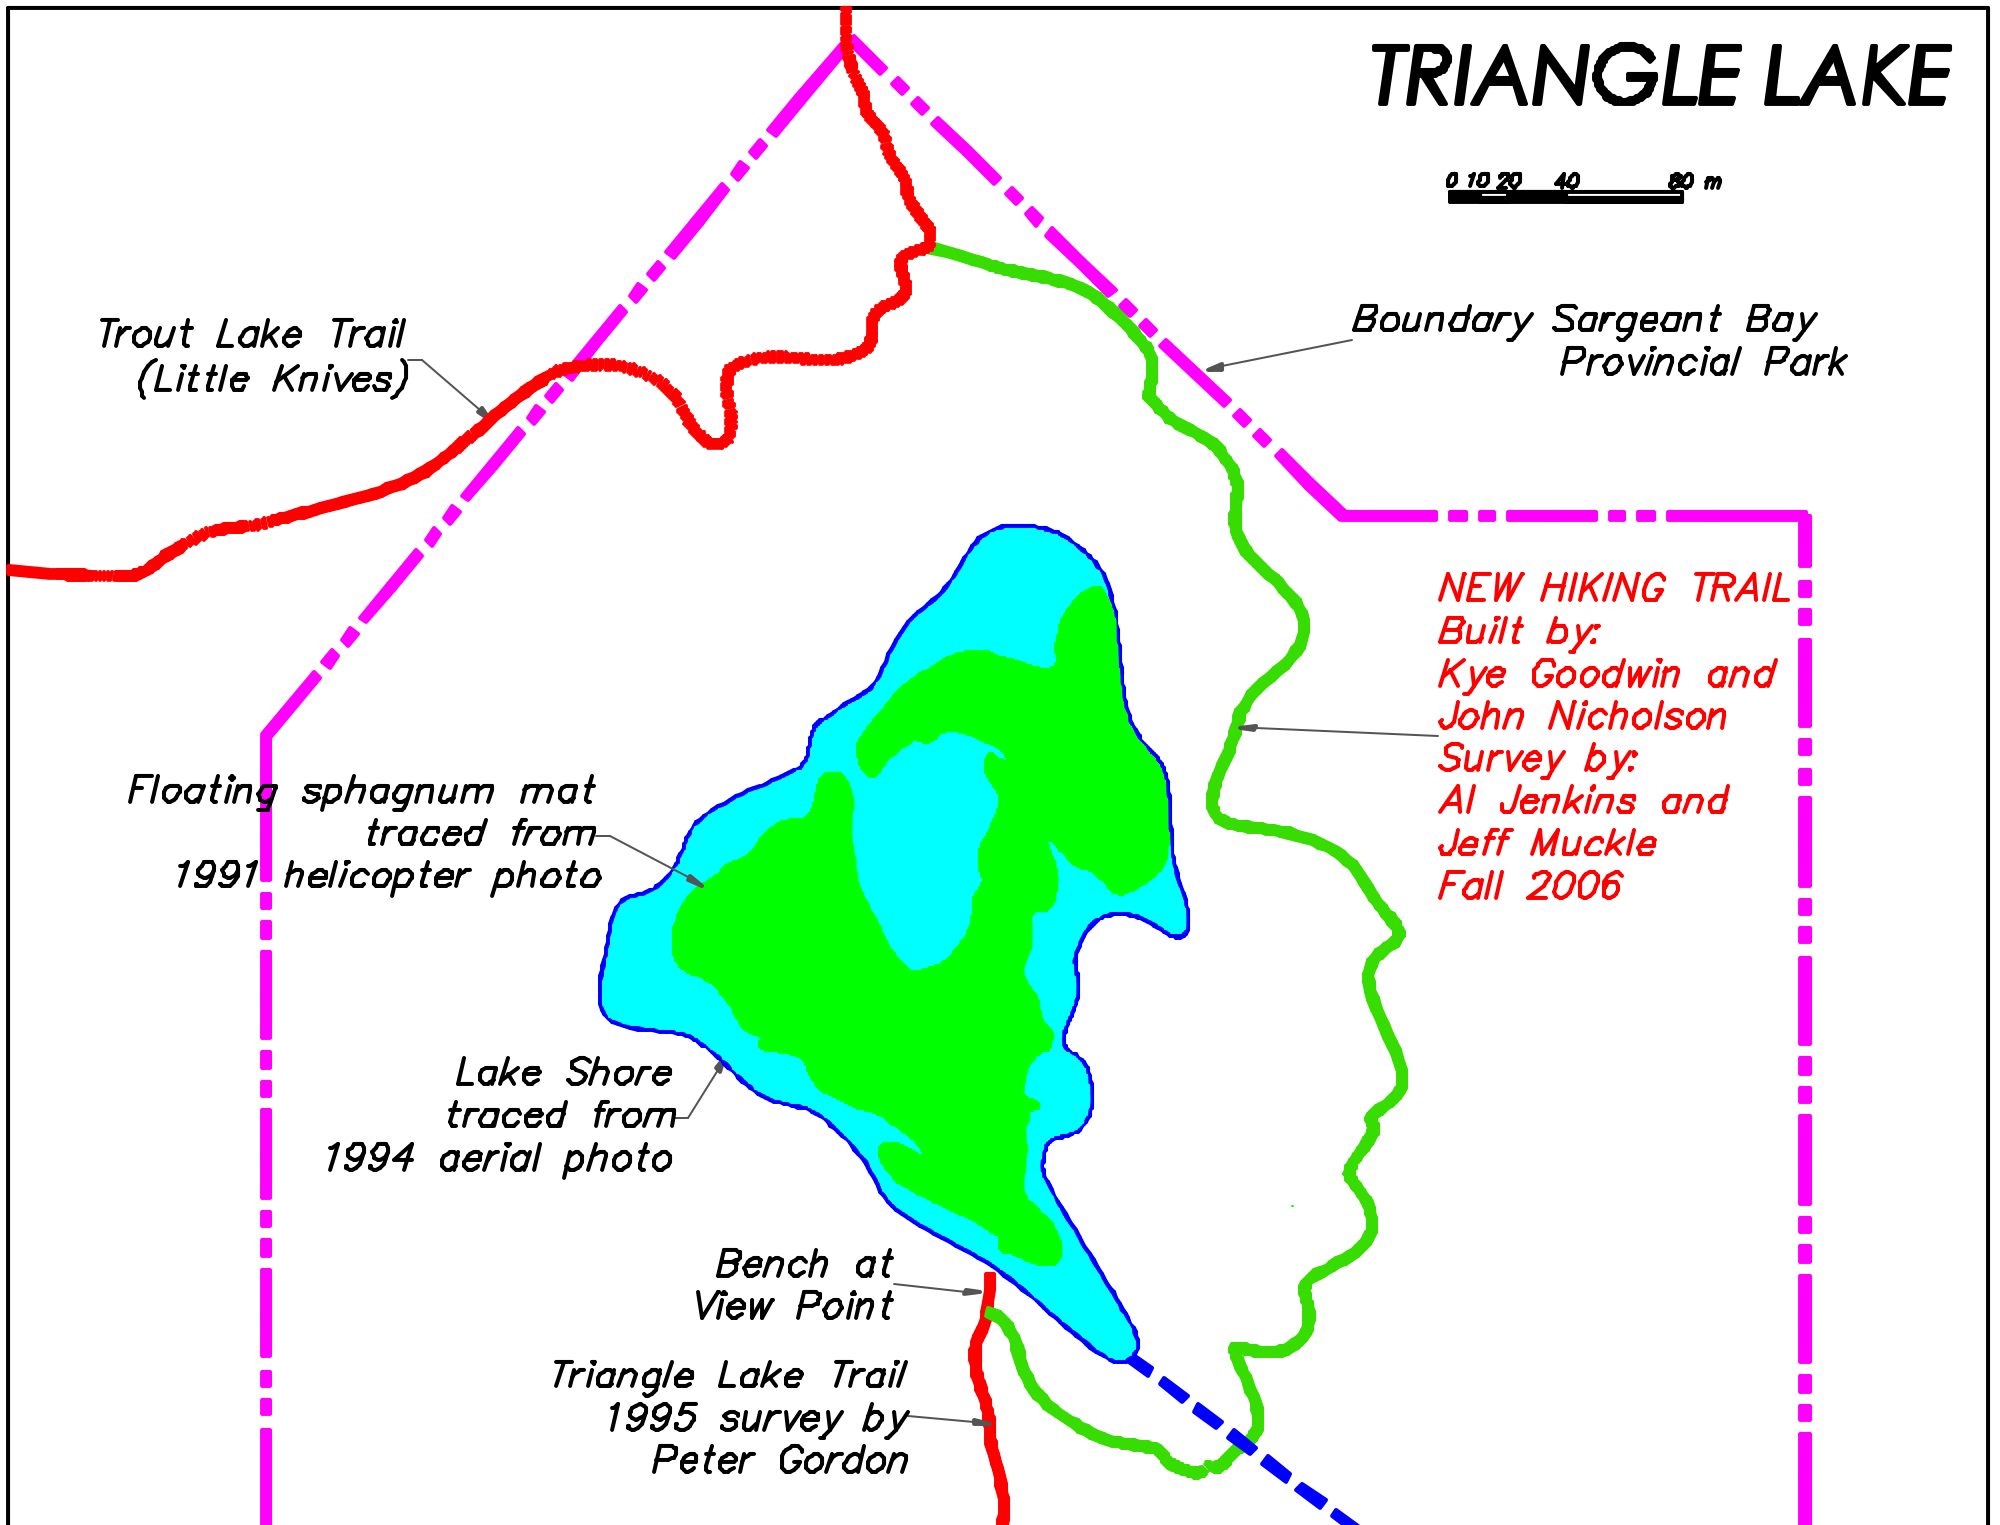 TRIANGLE LAKE
0 10 20 40 80 m
Trout Lake Trail
(Little Knives)
Boundary Sargeant Bay
Provincial Park
NEW HIKING TRAIL
Built by:
Kye Goodwin and
John Nicholson
Survey by:
Al Jenkins and
Jeff Muckle
Fall 2006
Floating sphagnum mat
traced from
1991 helicopter photo
Lake Shore
traced from
1994 aerial photo
Bench at
View Point
Triangle Lake Trail
1995 survey by
Peter Gordon